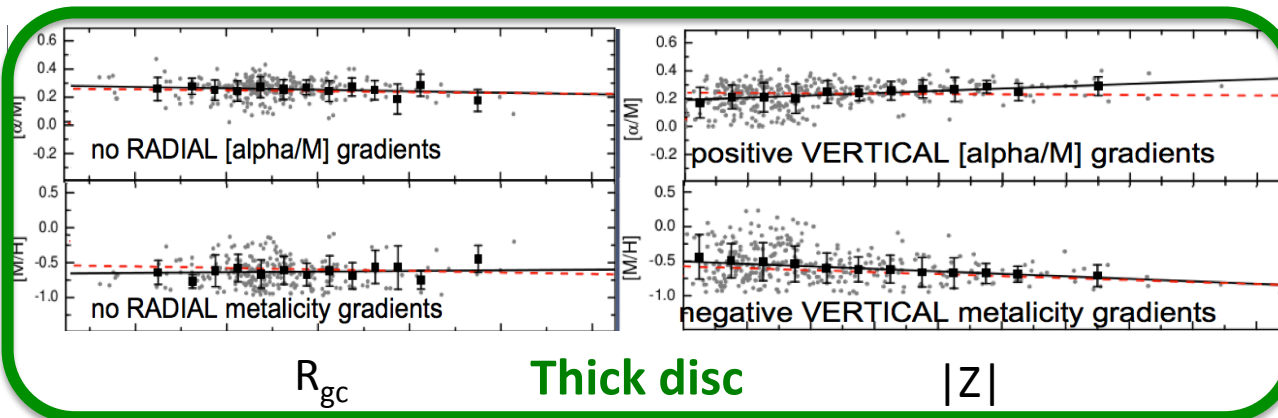 0.6
0.4
0.2
0.0
-0.2
[α/M]
no RADIAL [alpha/M] gradients
0.5
0.0
-0.5
-1.0
[M/H]
no RADIAL metalicity gradients
R_gc
0.6
0.4
0.2
0.0
-0.2
[α/M]
positive VERTICAL [alpha/M] gradients
0.5
0.0
-0.5
-1.0
[M/H]
negative VERTICAL metalicity gradients
|Z|
Thick disc